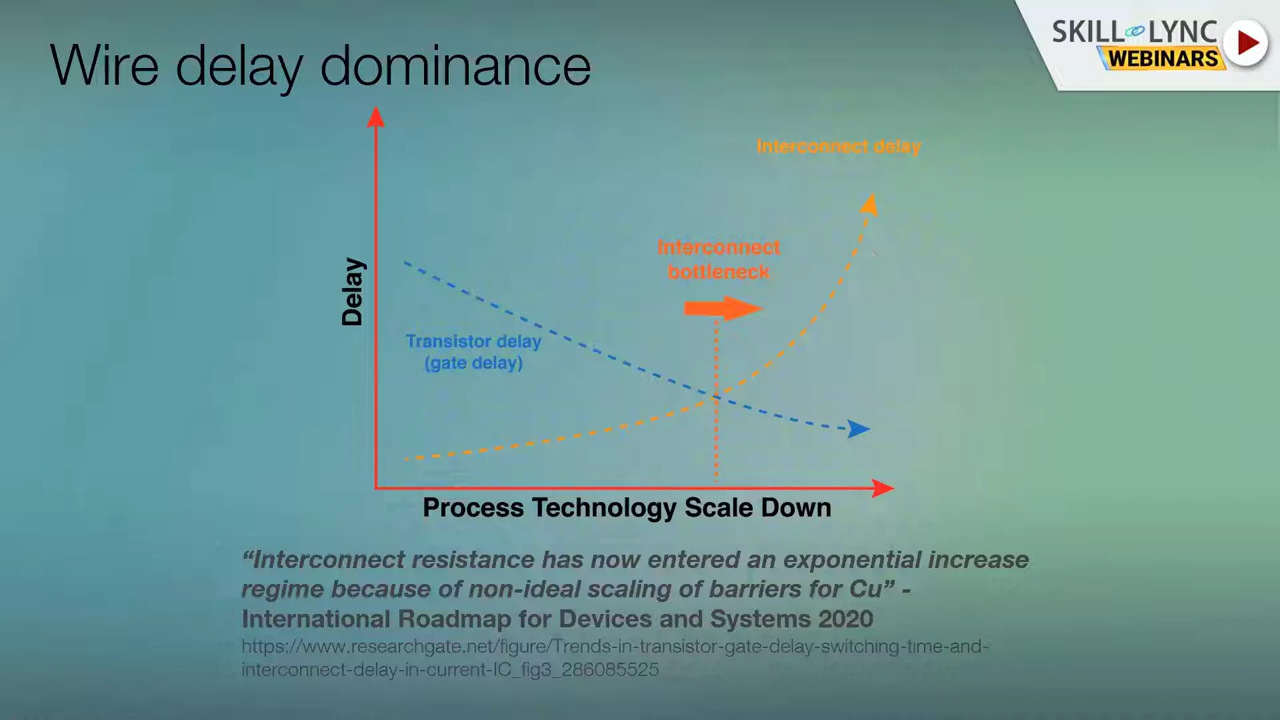 Wire delay dominance
SKILL LYNC
WEBINARS
Interconnect delay
Interconnect
bottleneck
Delay
Transistor delay
(gate delay)
Process Technology Scale Down
“Interconnect resistance has now entered an exponential increase
regime because of non-ideal scaling of barriers for Cu” -
International Roadmap for Devices and Systems 2020
https://www.researchgate.net/figure/Trends-in-transistor-gate-delay-switching-time-and-
interconnect-delay-in-current-IC_fig3_286085525